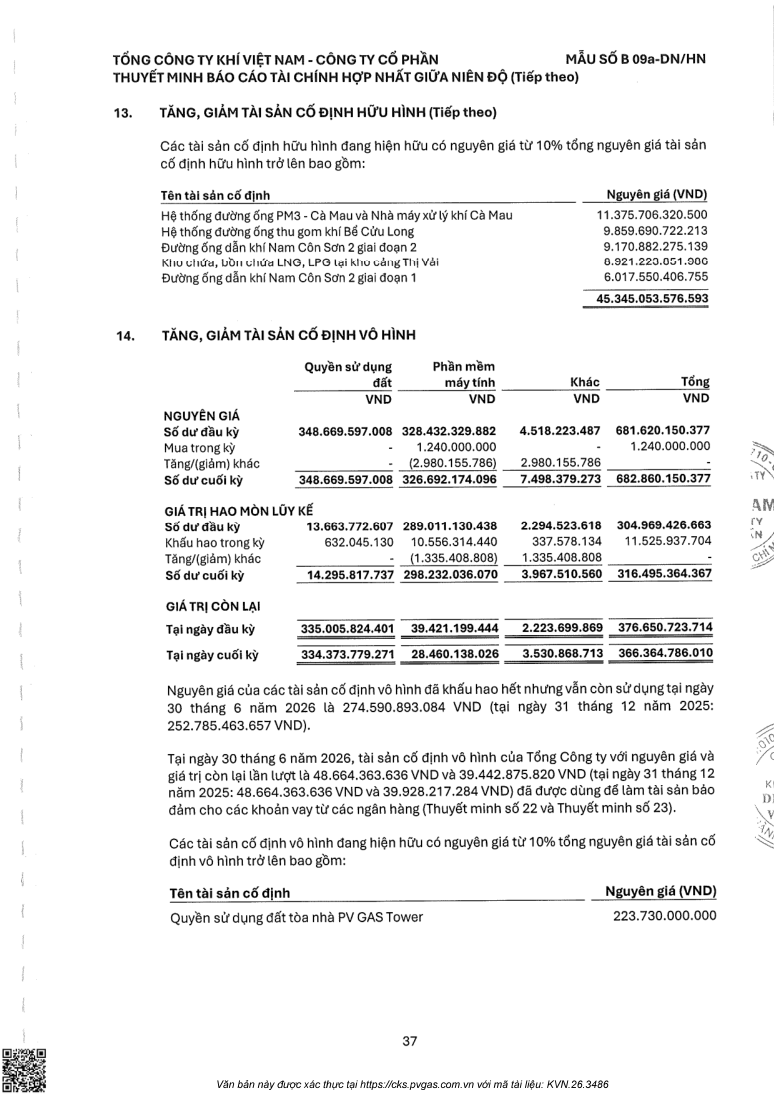 TỔNG CÔNG TY KHÍ VIỆT NAM - CÔNG TY CỔ PHẦN MẪU SỐ B 09a-DN/HN
THUYẾT MINH BÁO CÁO TÀI CHÍNH HỢP NHẤT GIỮA NIÊN ĐỘ (Tiếp theo)
13. TĂNG, GIẢM TÀI SẢN CỐ ĐỊNH HỮU HÌNH (Tiếp theo)
Các tài sản cố định hữu hình đang hiện hữu có nguyên giá từ 10% tổng nguyên giá tài sản
cố định hữu hình trở lên bao gồm:
Tên tài sản cố định Nguyên giá (VND)
Hệ thống đường ống PM3 - Cà Mau và Nhà máy xử lý khí Cà Mau 11.375.706.320.500
Hệ thống đường ống thu gom khí Bể Cửu Long 9.859.690.722.213
Đường ống dẫn khí Nam Côn Sơn 2 giai đoạn 2 9.170.882.275.139
Kho chứa, bồn chứa LNG, LPG tại kho cảng Thị Vải
Đường ống dẫn khí Nam Côn Sơn 2 giai đoạn 1 6.017.550.406.755
45.345.053.576.593
14. TĂNG, GIẢM TÀI SẢN CỐ ĐỊNH VÔ HÌNH
Quyền sử dụng Phần mềm
đất máy tính Khác Tổng
VND VND VND VND
NGUYÊN GIÁ
Số dư đầu kỳ 348.669.597.008 328.432.329.882 4.518.223.487 681.620.150.377
Mua trong kỳ - 1.240.000.000 - 1.240.000.000
Tăng/(giảm) khác - (2.980.155.786) 2.980.155.786 -
Số dư cuối kỳ 348.669.597.008 326.692.174.096 7.498.379.273 682.860.150.377
GIÁ TRỊ HAO MÒN LŨY KẾ
Số dư đầu kỳ 13.663.772.607 289.011.130.438 2.294.523.618 304.969.426.663
Khấu hao trong kỳ 632.045.130 10.556.314.440 337.578.134 11.525.937.704
Tăng/(giảm) khác - (1.335.408.808) 1.335.408.808 -
Số dư cuối kỳ 14.295.817.737 298.232.036.070 3.967.510.560 316.495.364.367
GIÁ TRỊ CÒN LẠI
Tại ngày đầu kỳ 335.005.824.401 39.421.199.444 2.223.699.869 376.650.723.714
Tại ngày cuối kỳ 334.373.779.271 28.460.138.026 3.530.868.713 366.364.786.010
Nguyên giá của các tài sản cố định vô hình đã khấu hao hết nhưng vẫn còn sử dụng tại ngày
30 tháng 6 năm 2026 là 274.590.893.084 VND (tại ngày 31 tháng 12 năm 2025:
252.785.463.657 VND).
Tại ngày 30 tháng 6 năm 2026, tài sản cố định vô hình của Tổng Công ty với nguyên giá và
giá trị còn lại lần lượt là 48.664.363.636 VND và 39.442.875.820 VND (tại ngày 31 tháng 12
năm 2025: 48.664.363.636 VND và 39.928.217.284 VND) đã được dùng để làm tài sản bảo
đảm cho các khoản vay từ các ngân hàng (Thuyết minh số 22 và Thuyết minh số 23).
Các tài sản cố định vô hình đang hiện hữu có nguyên giá từ 10% tổng nguyên giá tài sản cố
định vô hình trở lên bao gồm:
Tên tài sản cố định Nguyên giá (VND)
Quyền sử dụng đất tòa nhà PV GAS Tower 223.730.000.000
37
Văn bản này được xác thực tại https://cks.pvgas.com.vn với mã tài liệu: KVN.26.3486